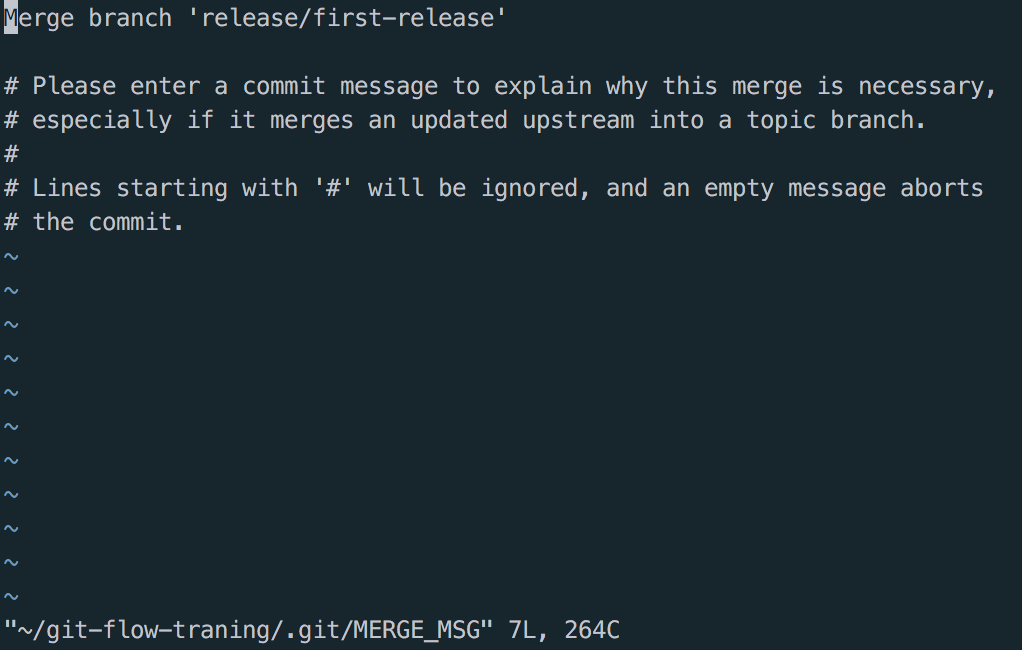 Merge branch 'release/first-release'

# Please enter a commit message to explain why this merge is necessary,
# especially if it merges an updated upstream into a topic branch.
#
# Lines starting with '#' will be ignored, and an empty message aborts
# the commit.
~
~
~
~
~
~
~
~
~
~
~
"~/git-flow-traning/.git/MERGE_MSG" 7L, 264C